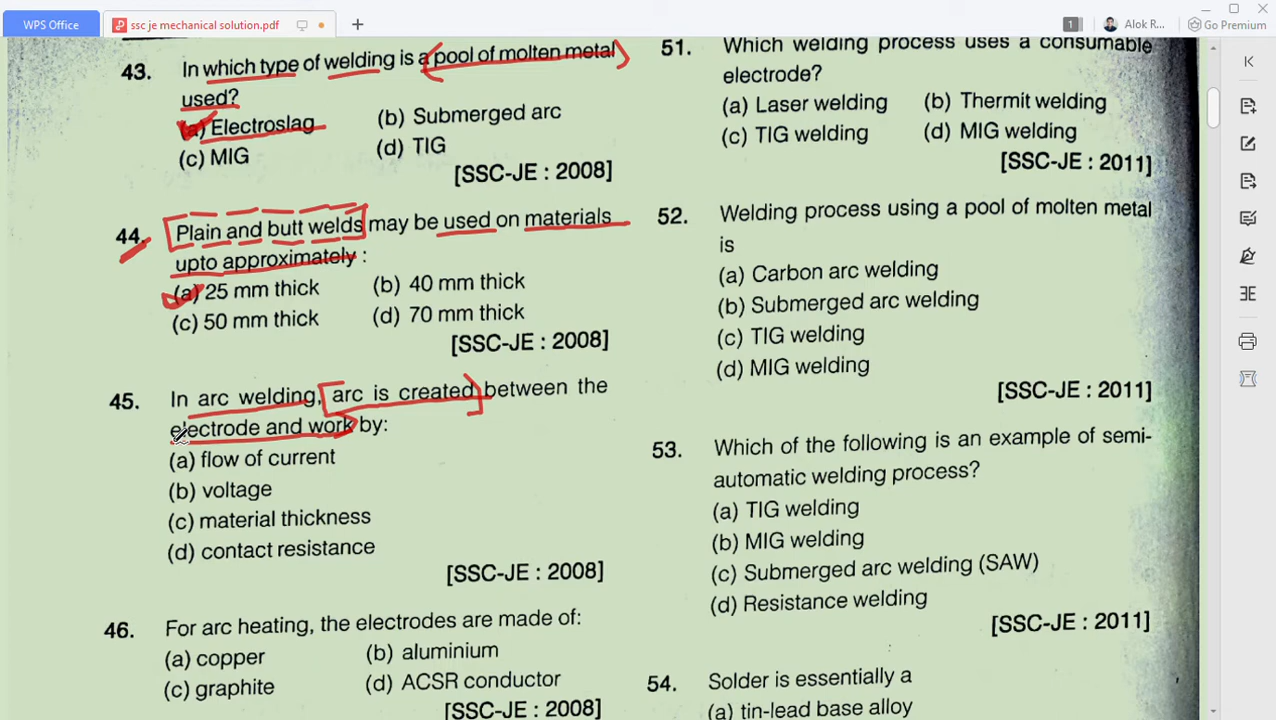 WPS Office
ssc je mechanical solution.pdf
1
Alok R...
Go Premium
43. In which type of welding is a pool of molten metal
used?
(a) Electroslag (b) Submerged arc
(c) MIG (d) TIG
[SSC-JE : 2008]
44. Plain and butt welds may be used on materials
upto approximately :
(a) 25 mm thick (b) 40 mm thick
(c) 50 mm thick (d) 70 mm thick
[SSC-JE : 2008]
45. In arc welding, arc is created between the
electrode and work by:
(a) flow of current
(b) voltage
(c) material thickness
(d) contact resistance
[SSC-JE : 2008]
46. For arc heating, the electrodes are made of:
(a) copper (b) aluminium
(c) graphite (d) ACSR conductor
[SSC-JE : 2008]
51. Which welding process uses a consumable
electrode?
(a) Laser welding (b) Thermit welding
(c) TIG welding (d) MIG welding
[SSC-JE : 2011]
52. Welding process using a pool of molten metal
is
(a) Carbon arc welding
(b) Submerged arc welding
(c) TIG welding
(d) MIG welding
[SSC-JE : 2011]
53. Which of the following is an example of semi-
automatic welding process?
(a) TIG welding
(b) MIG welding
(c) Submerged arc welding (SAW)
(d) Resistance welding
[SSC-JE : 2011]
54. Solder is essentially a
(a) tin-lead base alloy